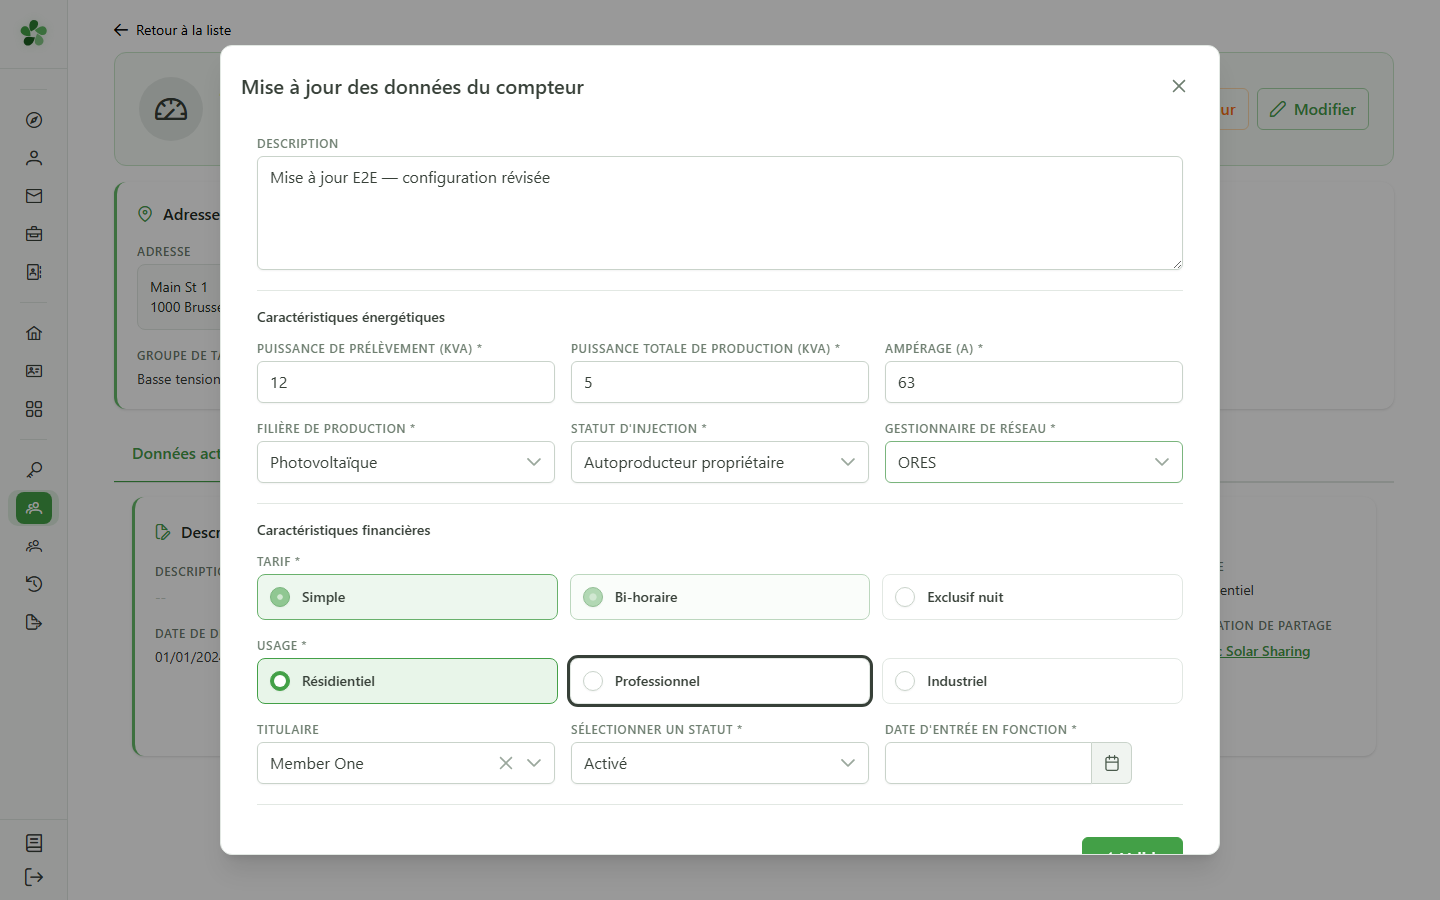 Retour à la liste
Mise à jour des données du compteur
ur
Modifier
DESCRIPTION
Mise à jour E2E — configuration révisée
Adresse
ADRESSE
Main St 1
1000 Brusse
GROUPE DE TA
Basse tension
Caractéristiques énergétiques
PUISSANCE DE PRÉLÈVEMENT (KVA) *
PUISSANCE TOTALE DE PRODUCTION (KVA) *
AMPÉRAGE (A) *
12
5
63
FILIÈRE DE PRODUCTION *
STATUT D'INJECTION *
GESTIONNAIRE DE RÉSEAU *
Photovoltaïque
Autoproducteur propriétaire
ORES
Données act
Caractéristiques financières
Descr
TARIF *
DESCRIPTIO
Simple
Bi-horaire
Exclusif nuit
E
entiel
--
DATE DE D
01/01/202
USAGE *
ATION DE PARTAGE
: Solar Sharing
Résidentiel
Professionnel
Industriel
TITULAIRE
SÉLECTIONNER UN STATUT *
DATE D'ENTRÉE EN FONCTION *
Member One
Activé